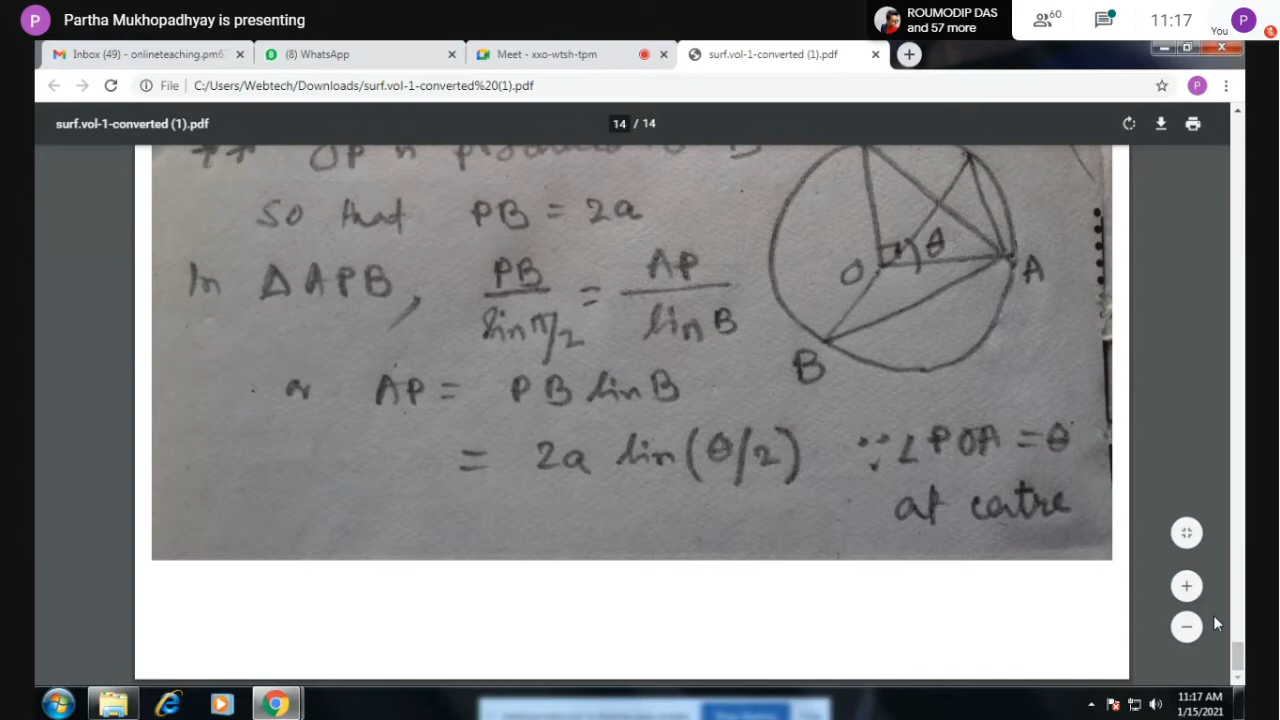 Partha Mukhopadhyay is presenting
ROUMODIP DAS
and 57 more
60
11:17
You
P
Inbox (49) - onlineteaching.pm6
(8) WhatsApp
Meet - xxo-wtsh-tpm
surf.vol-1-converted (1).pdf
File C:/Users/Webtech/Downloads/surf.vol-1-converted%20(1).pdf
surf.vol-1-converted (1).pdf
14 / 14
So that PB = 2a
In Δ APB, PB/sin π/2 = AP/sin B
or AP = PB sin B
= 2a sin (θ/2) ∵ ∠POA = θ
at cetre
O θ A
B
11:17 AM
1/15/2021